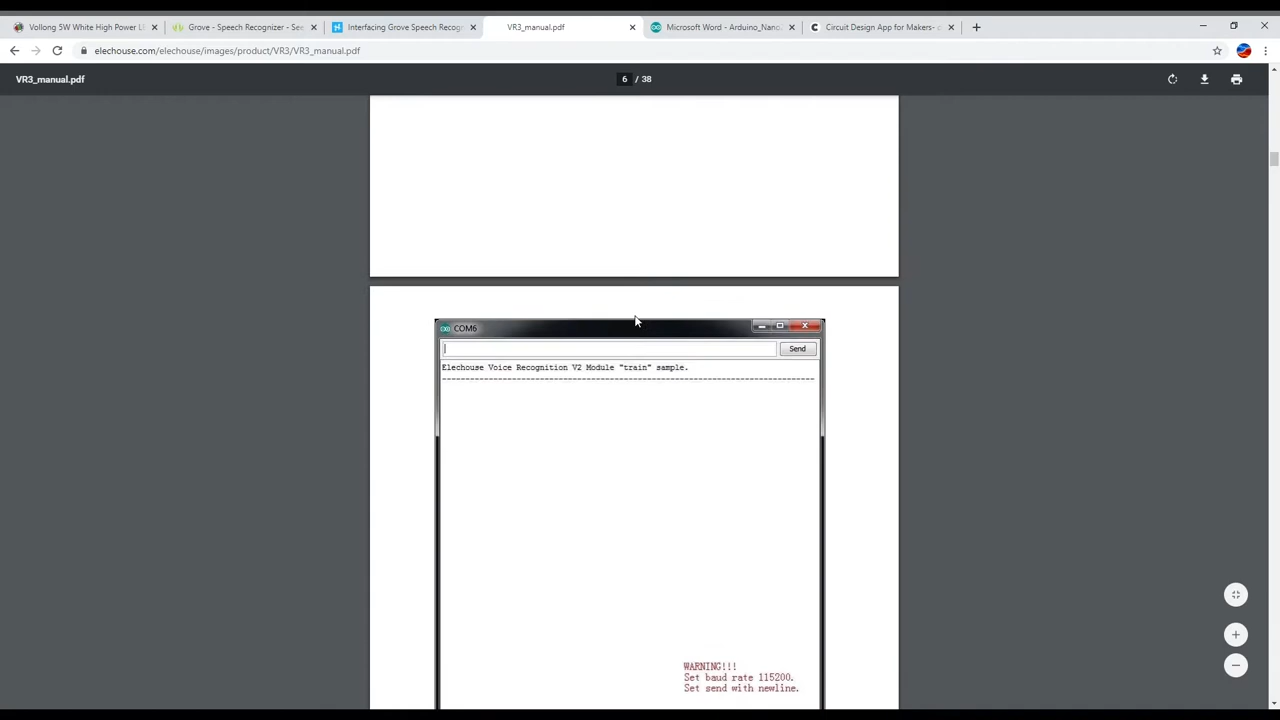 Vollong 5W White High Power LI
Grove - Speech Recognizer - See
Interfacing Grove Speech Recogn
VR3_manual.pdf
Microsoft Word - Arduino_Nano.
Circuit Design App for Makers- c
elechouse.com/elechouse/images/product/VR3/VR3_manual.pdf
VR3_manual.pdf
6 / 38
COM6
Send
Elechouse Voice Recognition V2 Module "train" sample.
WARNING!!!
Set baud rate 115200.
Set send with newline.